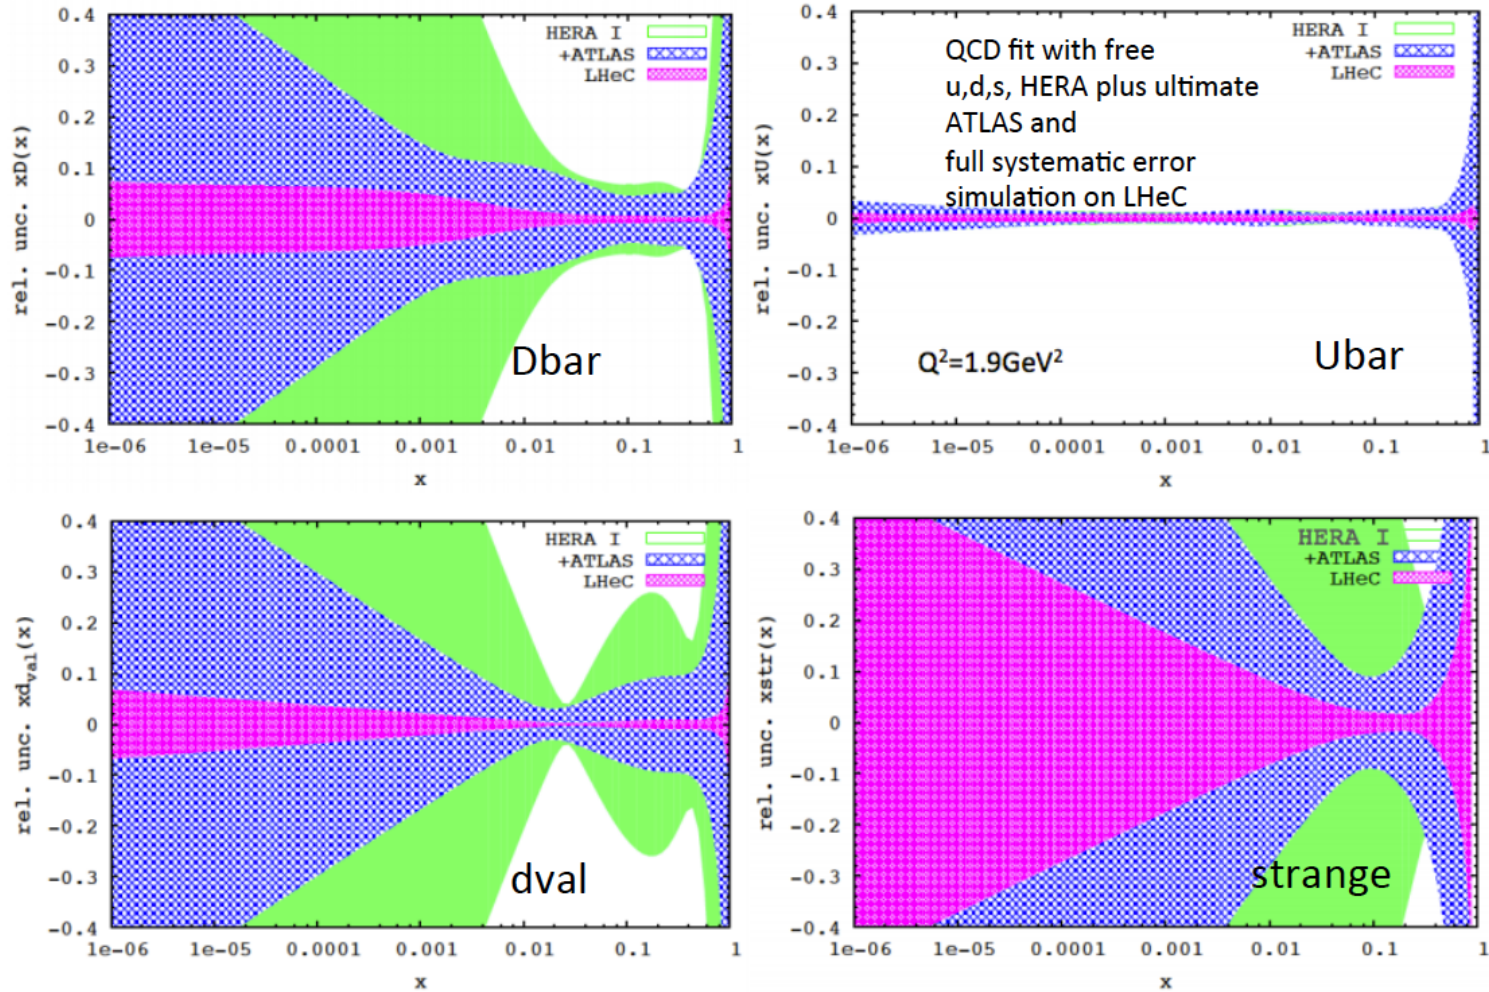 HERA I
+ATLAS
LHeC
rel. unc. xD(x)
0.4
0.3
0.2
0.1
0
-0.1
-0.2
-0.3
-0.4
Dbar
1e-06 1e-05 0.0001 0.001 0.01 0.1 1
x
HERA I
+ATLAS
LHeC
QCD fit with free
u,d,s, HERA plus ultimate
ATLAS and
full systematic error
simulation on LHeC
rel. unc. xU(x)
0.4
0.3
0.2
0.1
0
-0.1
-0.2
-0.3
-0.4
Q²=1.9GeV²
Ubar
1e-06 1e-05 0.0001 0.001 0.01 0.1 1
x
HERA I
+ATLAS
LHeC
rel. unc. xd_val(x)
0.4
0.3
0.2
0.1
0
-0.1
-0.2
-0.3
-0.4
dval
1e-06 1e-05 0.0001 0.001 0.01 0.1 1
x
HERA I
+ATLAS
LHeC
rel. unc. xstr(x)
0.4
0.3
0.2
0.1
0
-0.1
-0.2
-0.3
-0.4
strange
1e-06 1e-05 0.0001 0.001 0.01 0.1 1
x